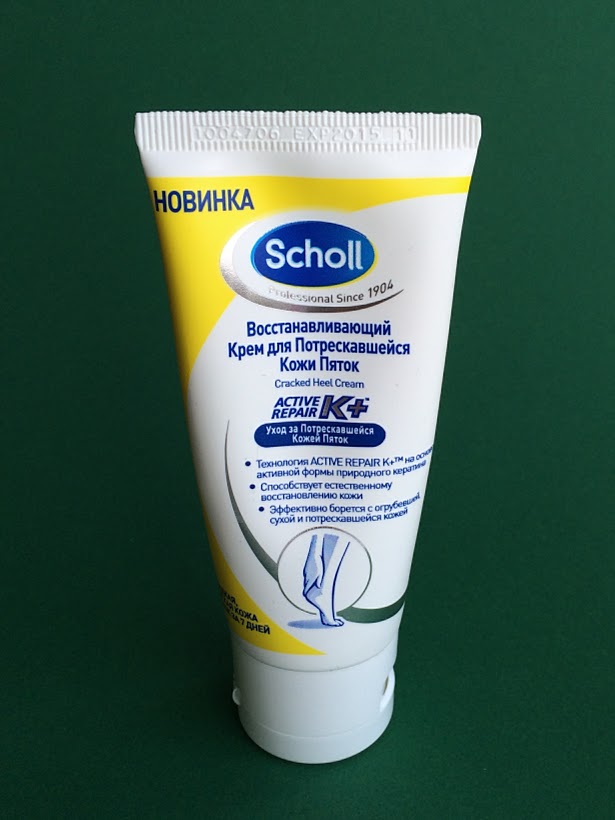 1004706 EXP2015 11
НОВИНКА
Scholl
Professional Since 1904
Восстанавливающий
Крем для Потрескавшейся
Кожи Пяток
Cracked Heel Cream
ACTIVE
REPAIR K+™
Уход за Потрескавшейся
Кожей Пяток
• Технология ACTIVE REPAIR K+™ на основе
активной формы природного кератина
• Способствует естественному
восстановлению кожи
• Эффективно борется с огрубевшей,
сухой и потрескавшейся кожей
КОЖА
ЗА 7 ДНЕЙ